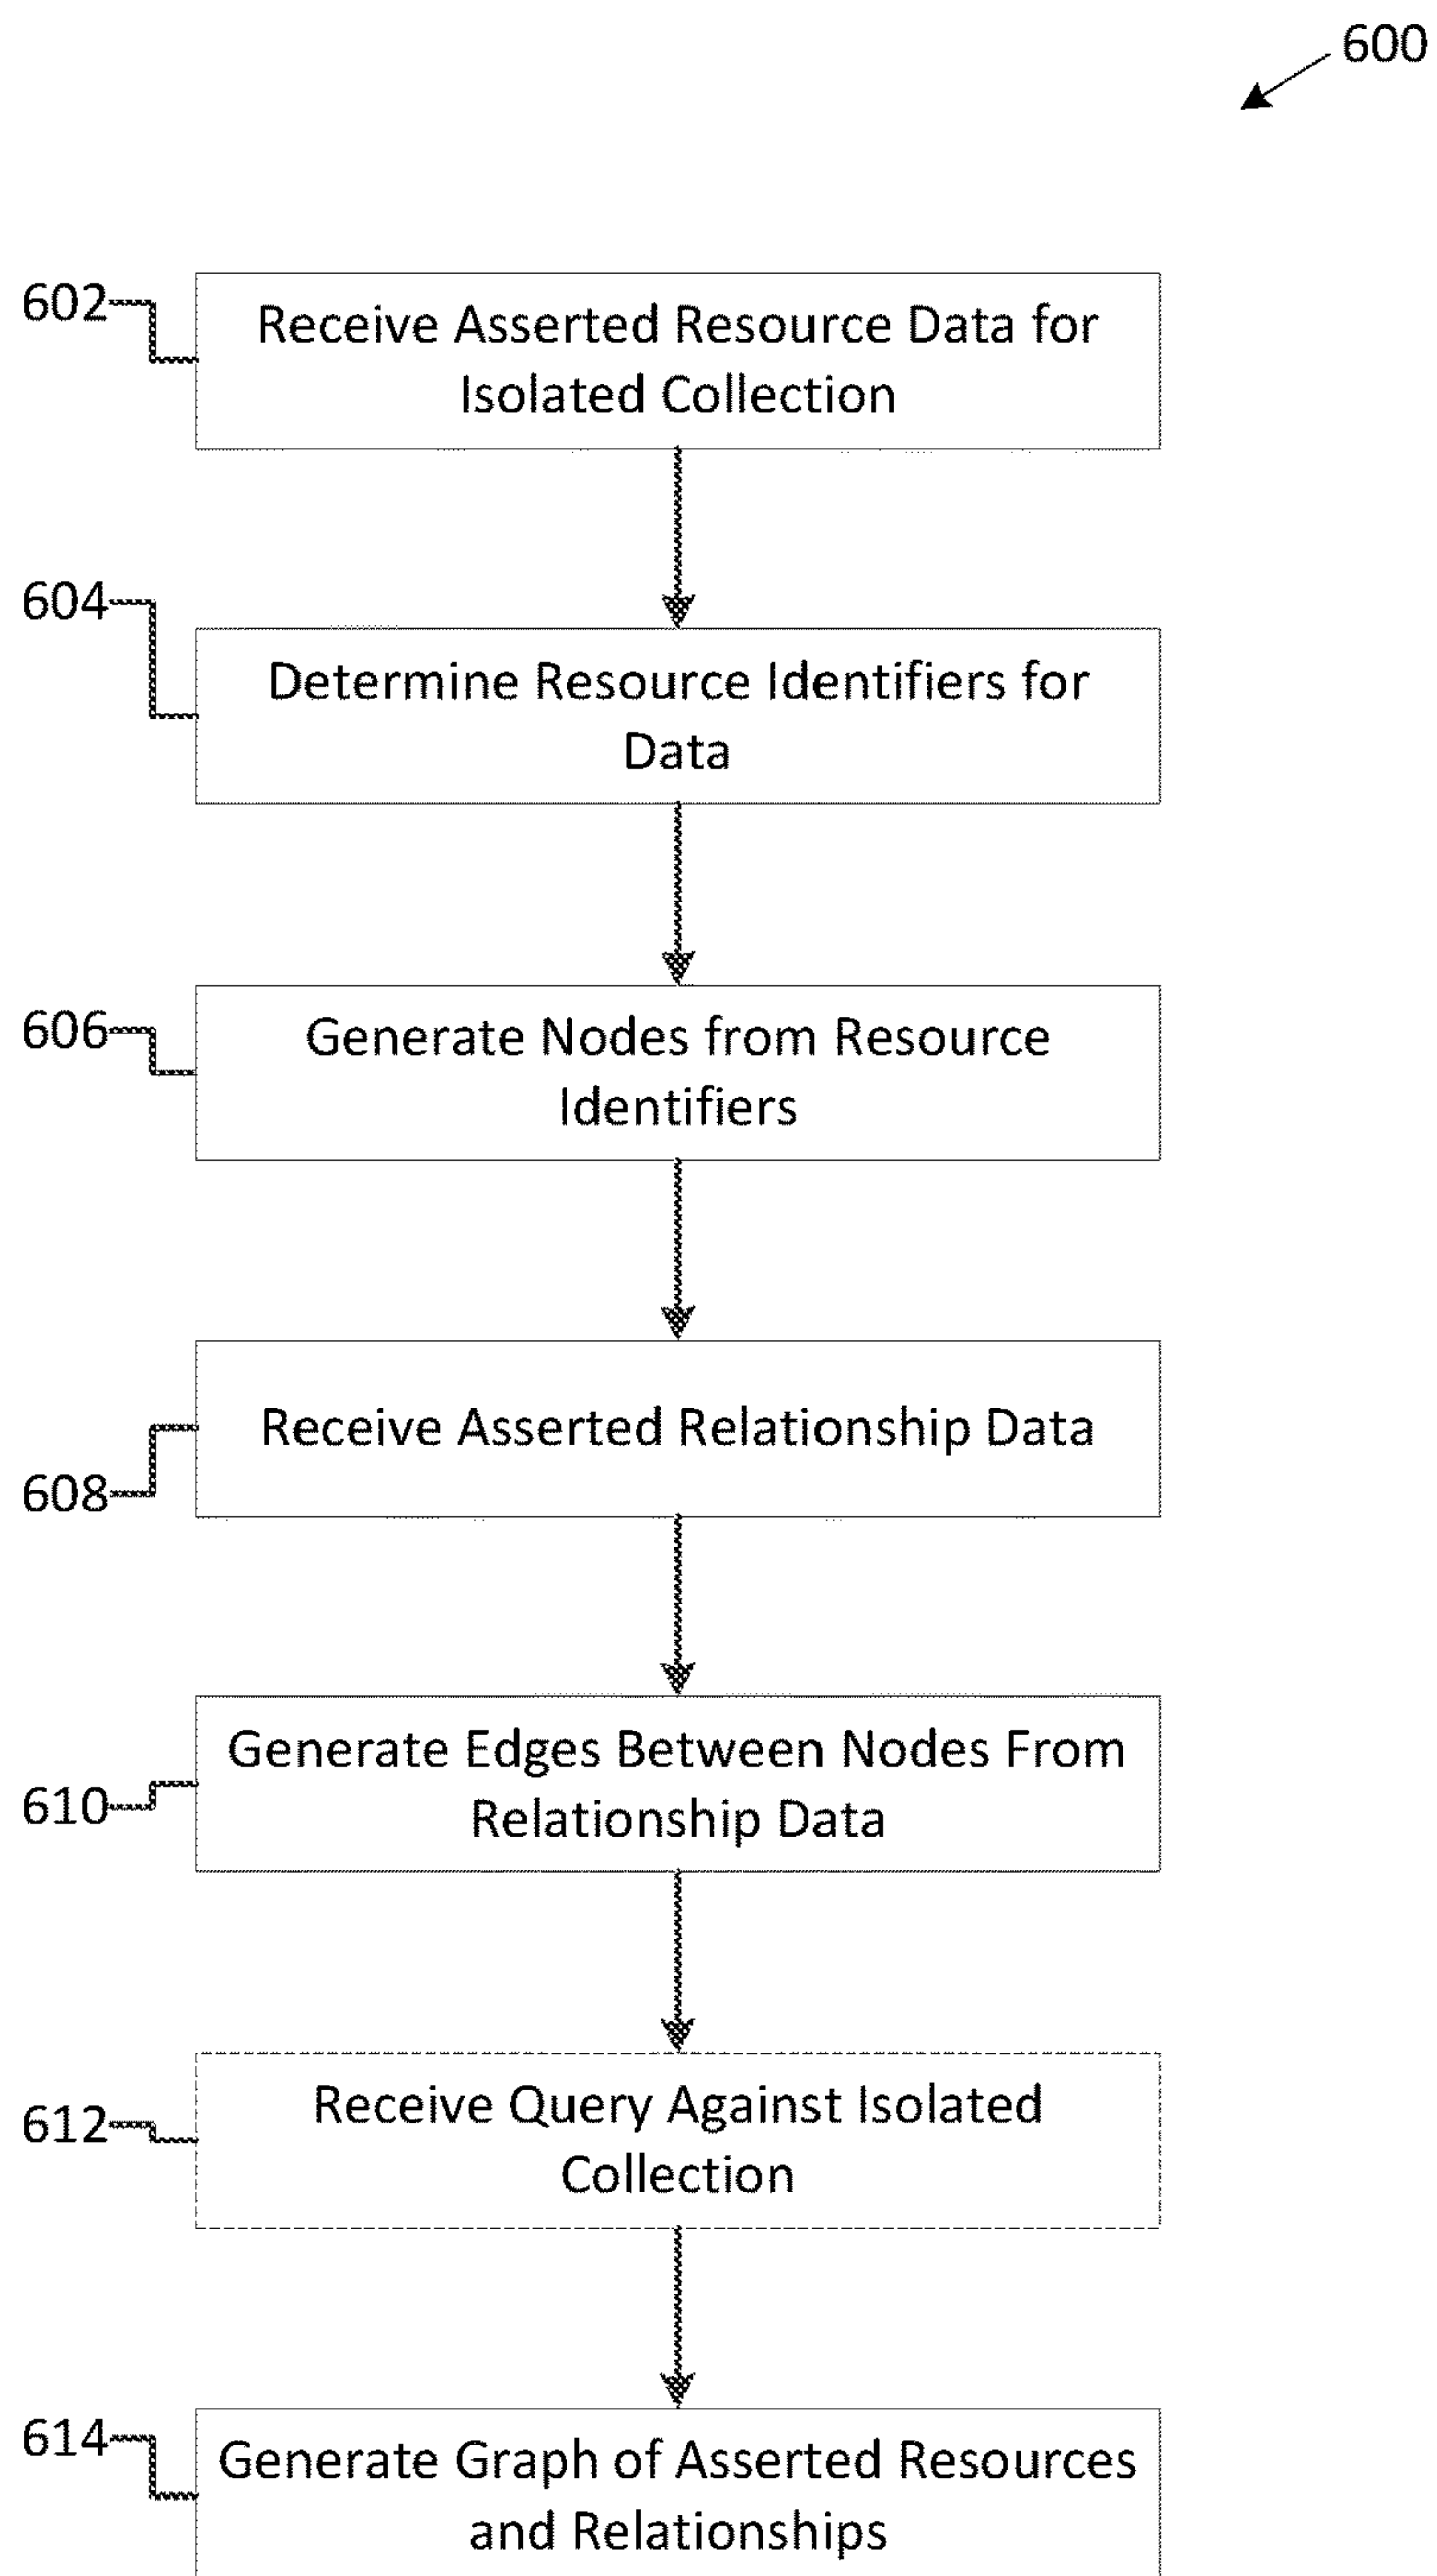 600
602
Receive Asserted Resource Data for
Isolated Collection
604
Determine Resource Identifiers for
Data
606
Generate Nodes from Resource
Identifiers
Receive Asserted Relationship Data
608
Generate Edges Between Nodes From
Relationship Data
610
Receive Query Against Isolated
Collection
612
614
Generate Graph of Asserted Resources
and Relationships